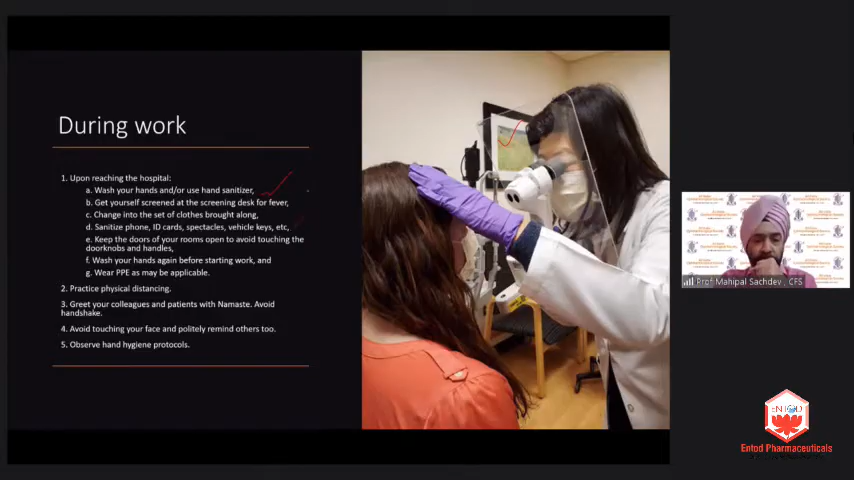 During work
1. Upon reaching the hospital:
a. Wash your hands and/or use hand sanitizer,
b. Get yourself screened at the screening desk for fever,
c. Change into the set of clothes brought along,
d. Sanitize phone, ID cards, spectacles, vehicle keys, etc,
e. Keep the doors of your rooms open to avoid touching the
doorknobs and handles,
f. Wash your hands again before starting work, and
g. Wear PPE as may be applicable.
2. Practice physical distancing.
3. Greet your colleagues and patients with Namaste. Avoid
handshake.
4. Avoid touching your face and politely remind others too.
5. Observe hand hygiene protocols.
Prof Mahipal Sachdev , CFS
ENTOD
Entod Pharmaceuticals